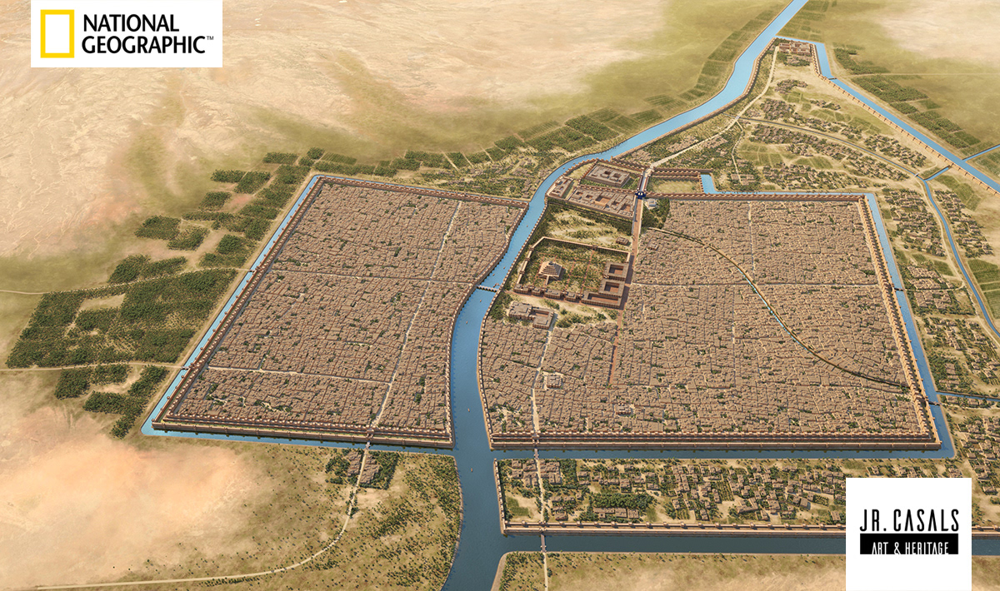 NATIONAL
GEOGRAPHIC™
JR. CASALS
ART & HERITAGE